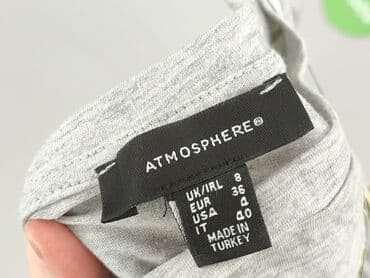 ATMOSPHERE®
UK/IRL 8
EUR 36
USA 4
IT 40
MADE IN
TURKEY